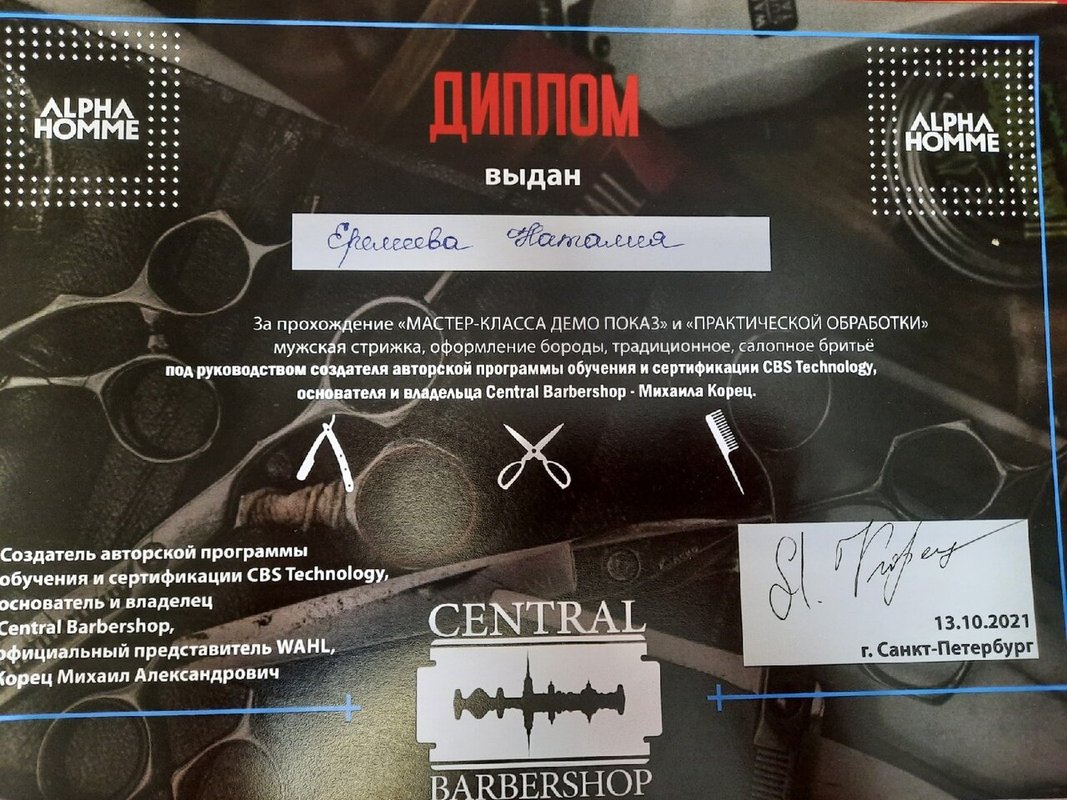 ALPHA
HOMME
ДИПЛОМ
ALPHA
HOMME
выдан
Еремеева Наталия
За прохождение «МАСТЕР-КЛАССА ДЕМО ПОКАЗ» и «ПРАКТИЧЕСКОЙ ОБРАБОТКИ»
мужская стрижка, оформление бороды, традиционное, салопное бритьё
под руководством создателя авторской программы обучения и сертификации CBS Technology,
основателя и владельца Central Barbershop - Михаила Корец.
Создатель авторской программы
обучения и сертификации CBS Technology,
основатель и владелец
Central Barbershop,
официальный представитель WAHL,
Корец Михаил Александрович
М. Корец
13.10.2021
г. Санкт-Петербург
CENTRAL
BARBERSHOP